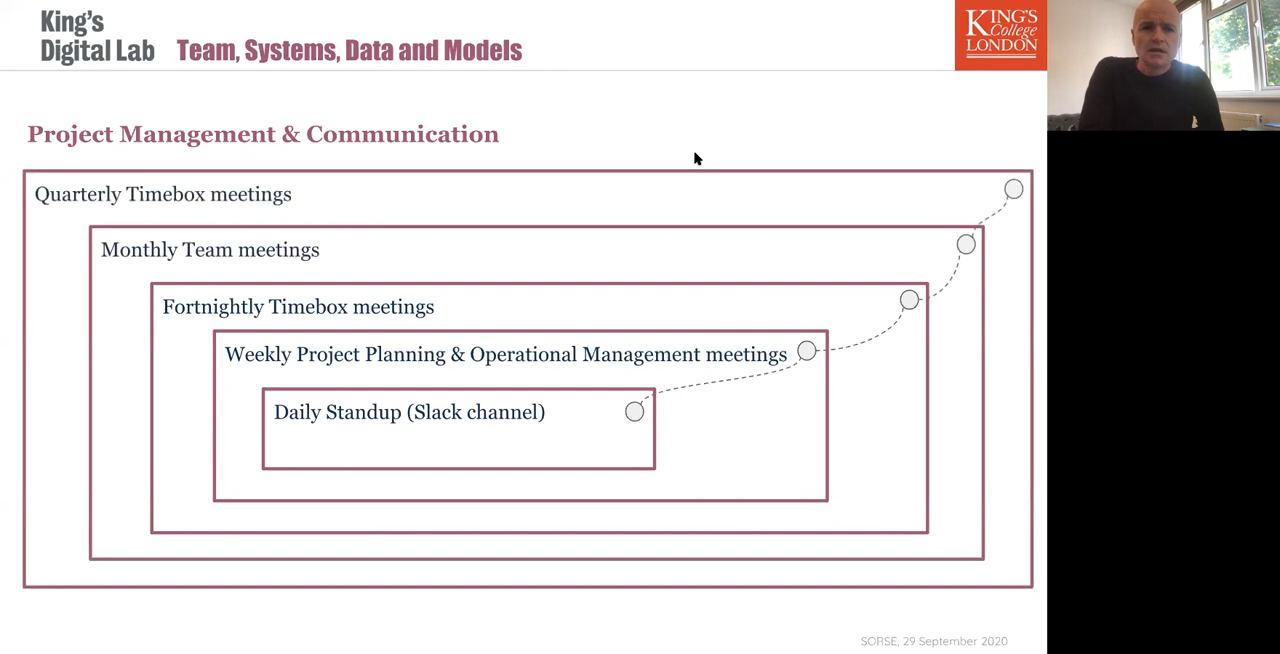 King's
Digital Lab
Team, Systems, Data and Models
KING'S
College
LONDON
Project Management & Communication
Quarterly Timebox meetings
Monthly Team meetings
Fortnightly Timebox meetings
Weekly Project Planning & Operational Management meetings
Daily Standup (Slack channel)
SORSE, 29 September 2020